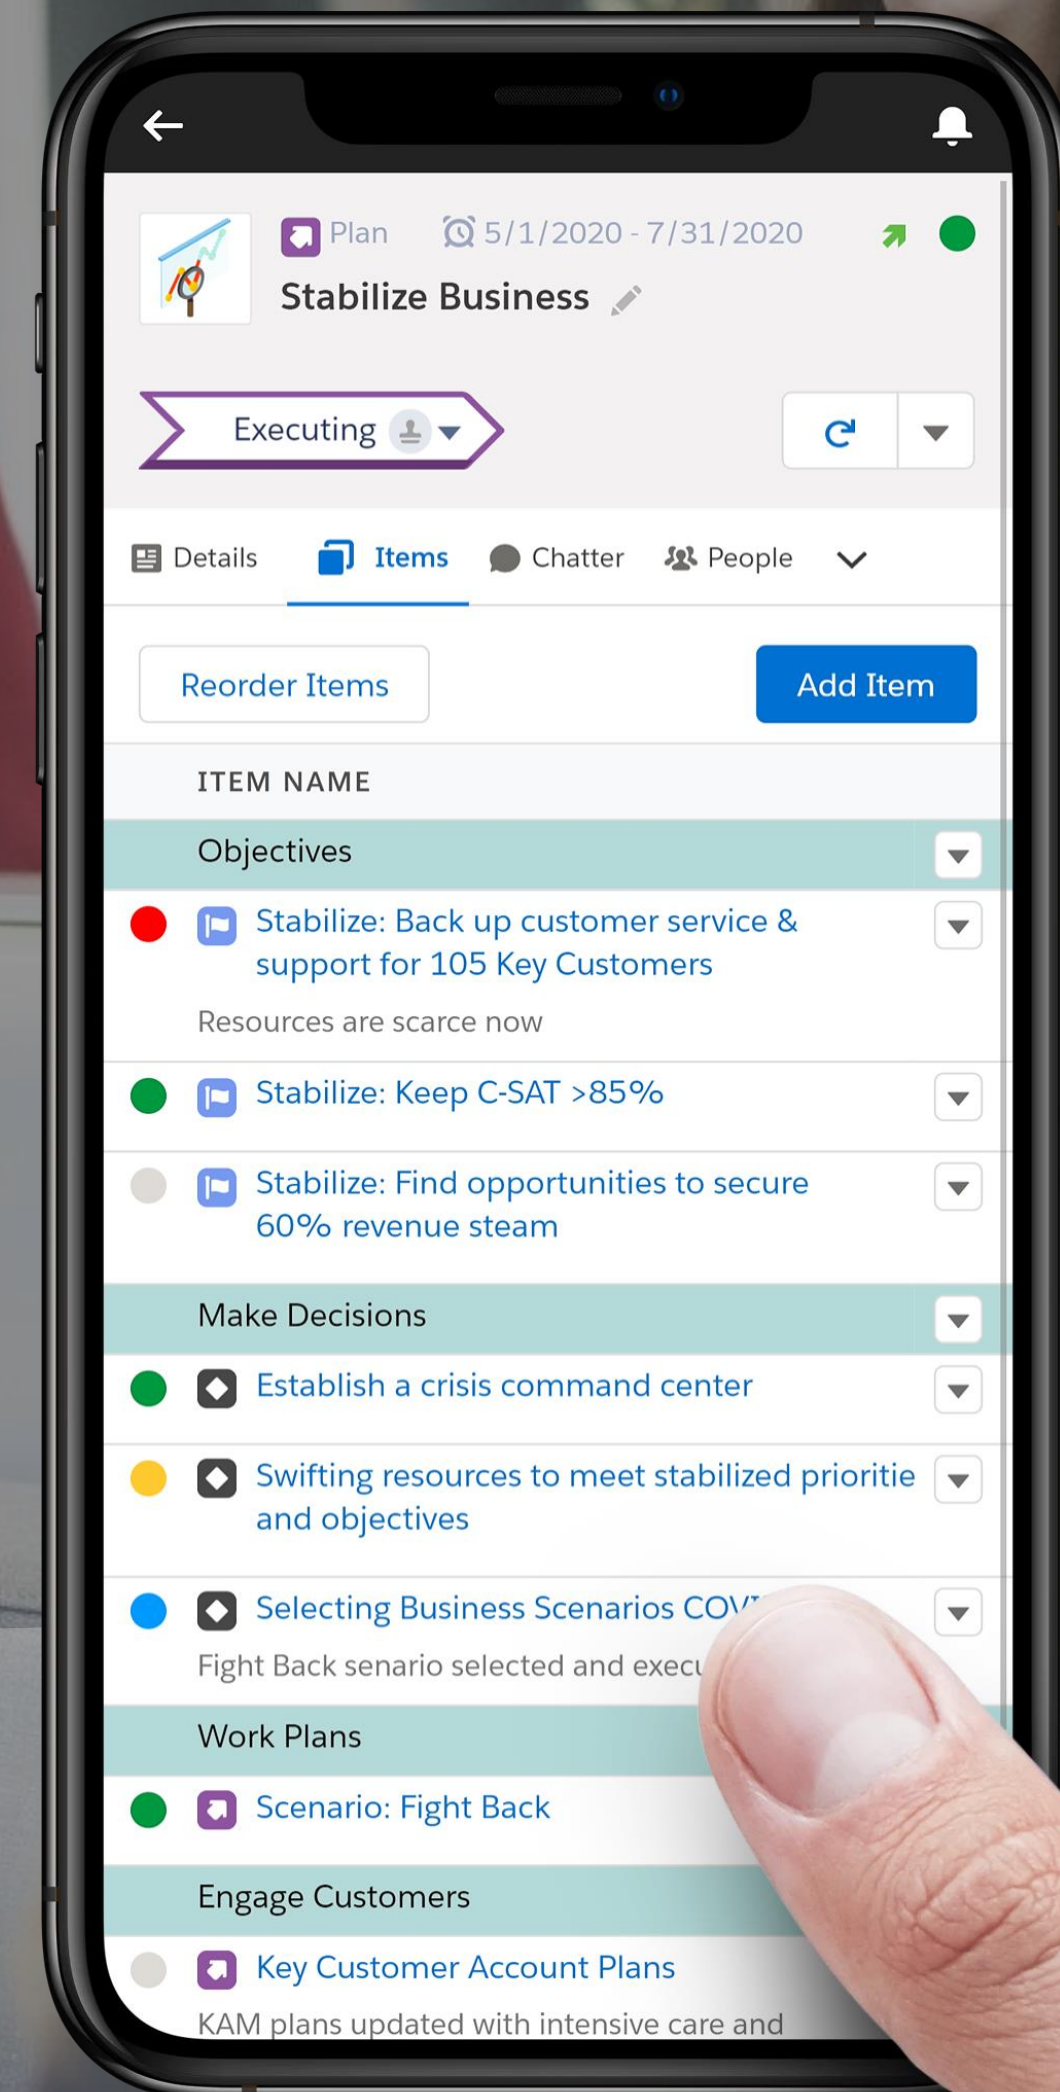 Plan 5/1/2020 - 7/31/2020
Stabilize Business
Executing
Details Items Chatter People
Reorder Items Add Item
ITEM NAME
Objectives
Stabilize: Back up customer service &
support for 105 Key Customers
Resources are scarce now
Stabilize: Keep C-SAT >85%
Stabilize: Find opportunities to secure
60% revenue steam
Make Decisions
Establish a crisis command center
Swifting resources to meet stabilized prioritie
and objectives
Selecting Business Scenarios
Fight Back senario selected and
Work Plans
Scenario: Fight Back
Engage Customers
Key Customer Account Plans
KAM plans updated with intensive care and